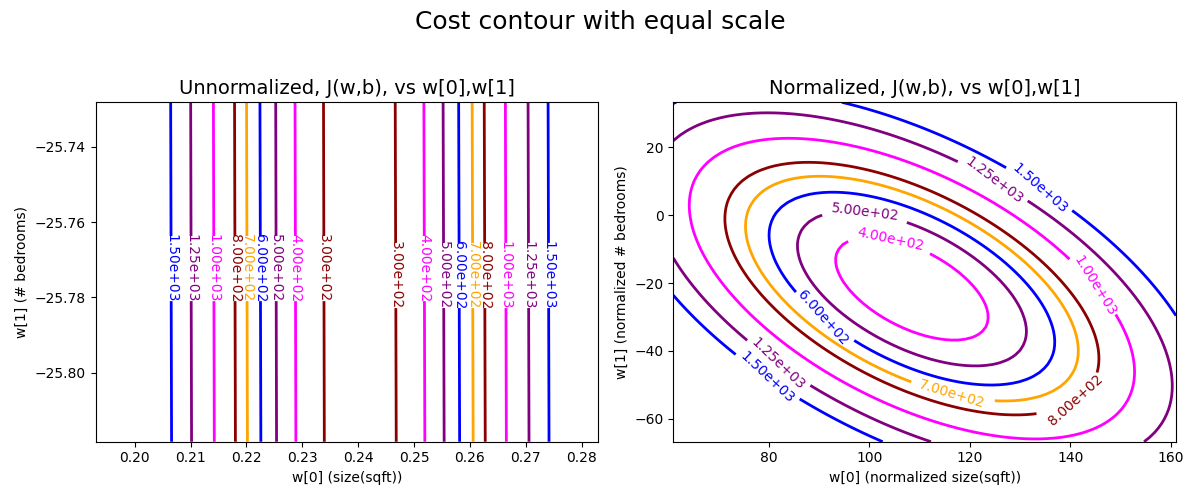 Cost contour with equal scale
Unnormalized, J(w,b), vs w[0],w[1]
w[1] (# bedrooms)
−25.74
−25.76
−25.78
−25.80
1.50e+03
1.25e+03
1.00e+03
8.00e+02
7.00e+02
6.00e+02
5.00e+02
4.00e+02
3.00e+02
3.00e+02
4.00e+02
5.00e+02
6.00e+02
7.00e+02
8.00e+02
1.00e+03
1.25e+03
1.50e+03
0.20
0.21
0.22
0.23
0.24
0.25
0.26
0.27
0.28
w[0] (size(sqft))
Normalized, J(w,b), vs w[0],w[1]
w[1] (normalized # bedrooms)
20
0
−20
−40
−60
1.50e+03
1.25e+03
5.00e+02
4.00e+02
1.00e+03
6.00e+02
1.25e+03
1.50e+03
7.00e+02
8.00e+02
80
100
120
140
160
w[0] (normalized size(sqft))